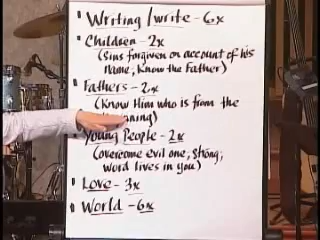 • Writing/write - 6x
• Children - 2x
(Sins forgiven on account of his
name; Know the Father)
• Fathers - 2x
(Know Him who is from the
• Young People - 2x
(overcome evil one; Strong;
word lives in you)
• Love - 3x
• World - 6x